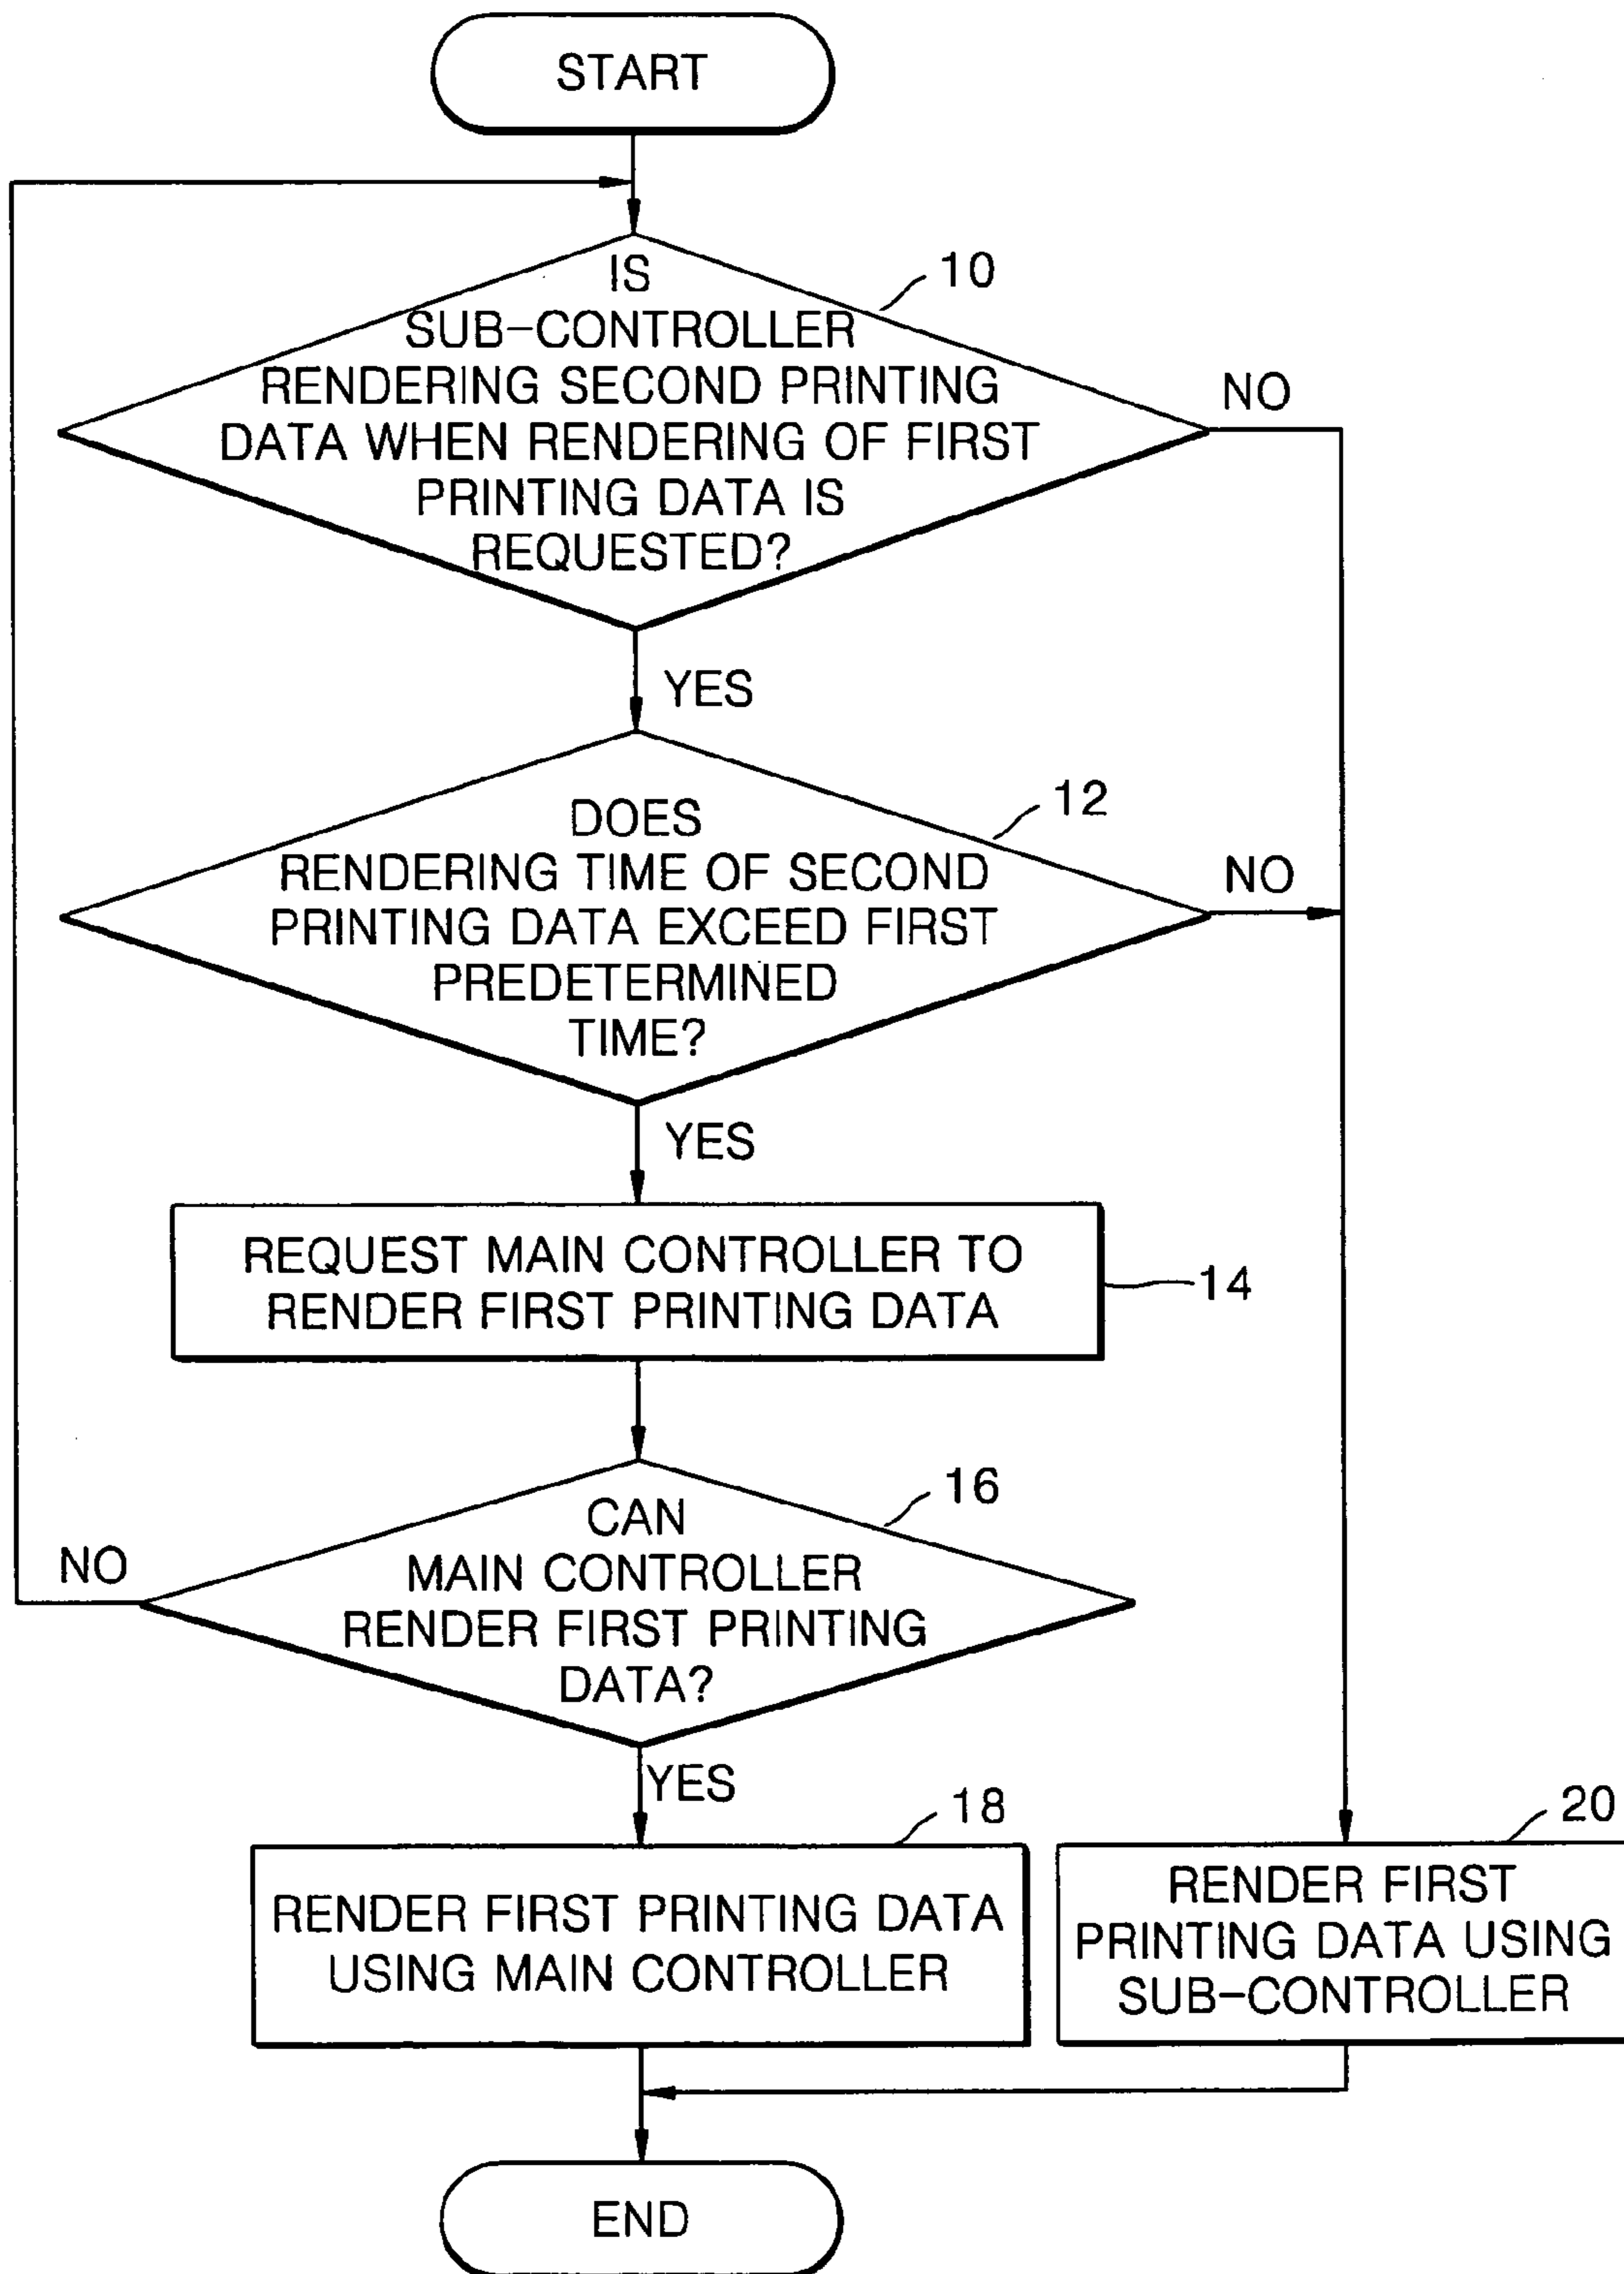 START
IS
SUB-CONTROLLER
RENDERING SECOND PRINTING
DATA WHEN RENDERING OF FIRST
PRINTING DATA IS
REQUESTED?
10
NO
YES
DOES
RENDERING TIME OF SECOND
PRINTING DATA EXCEED FIRST
PREDETERMINED
TIME?
12
NO
YES
REQUEST MAIN CONTROLLER TO
RENDER FIRST PRINTING DATA
14
CAN
MAIN CONTROLLER
RENDER FIRST PRINTING
DATA?
16
NO
YES
18
RENDER FIRST PRINTING DATA
USING MAIN CONTROLLER
20
RENDER FIRST
PRINTING DATA USING
SUB-CONTROLLER
END